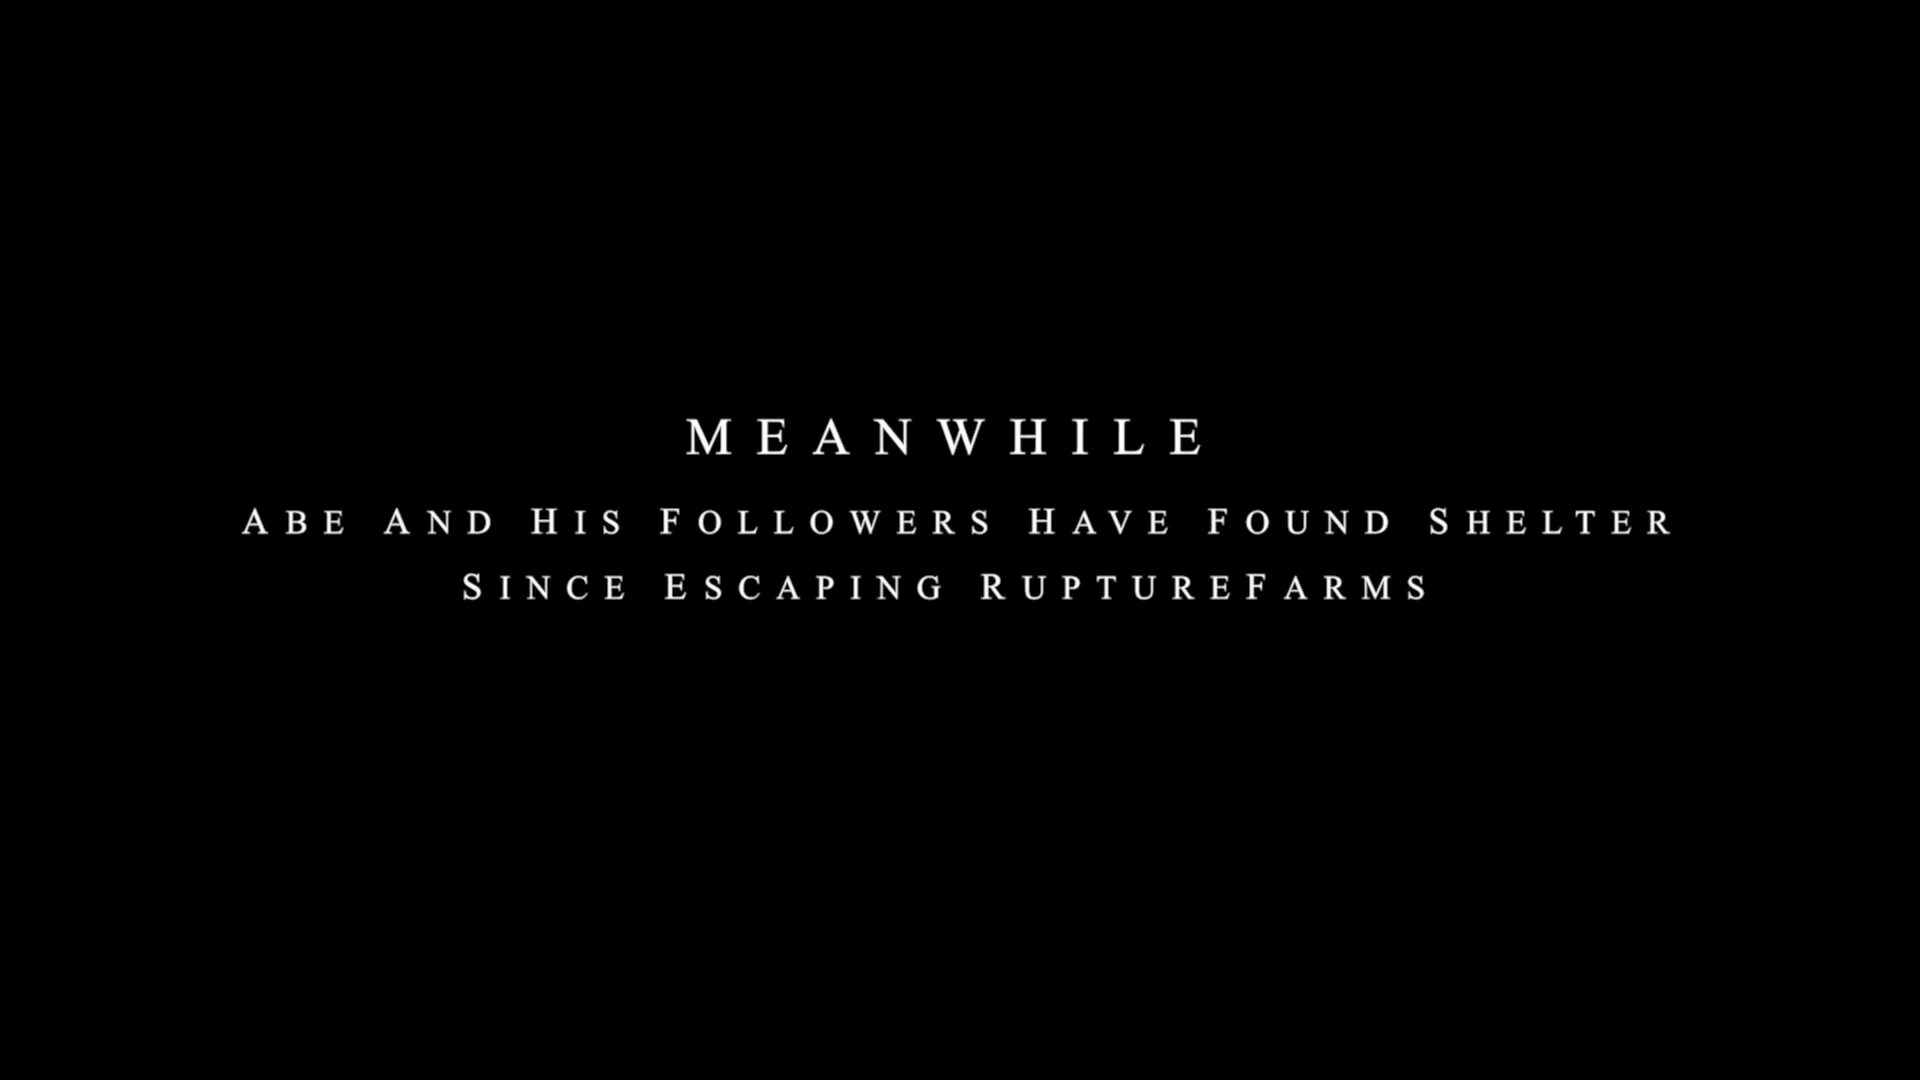 MEANWHILE
ABE AND HIS FOLLOWERS HAVE FOUND SHELTER
SINCE ESCAPING RUPTUREFARMS